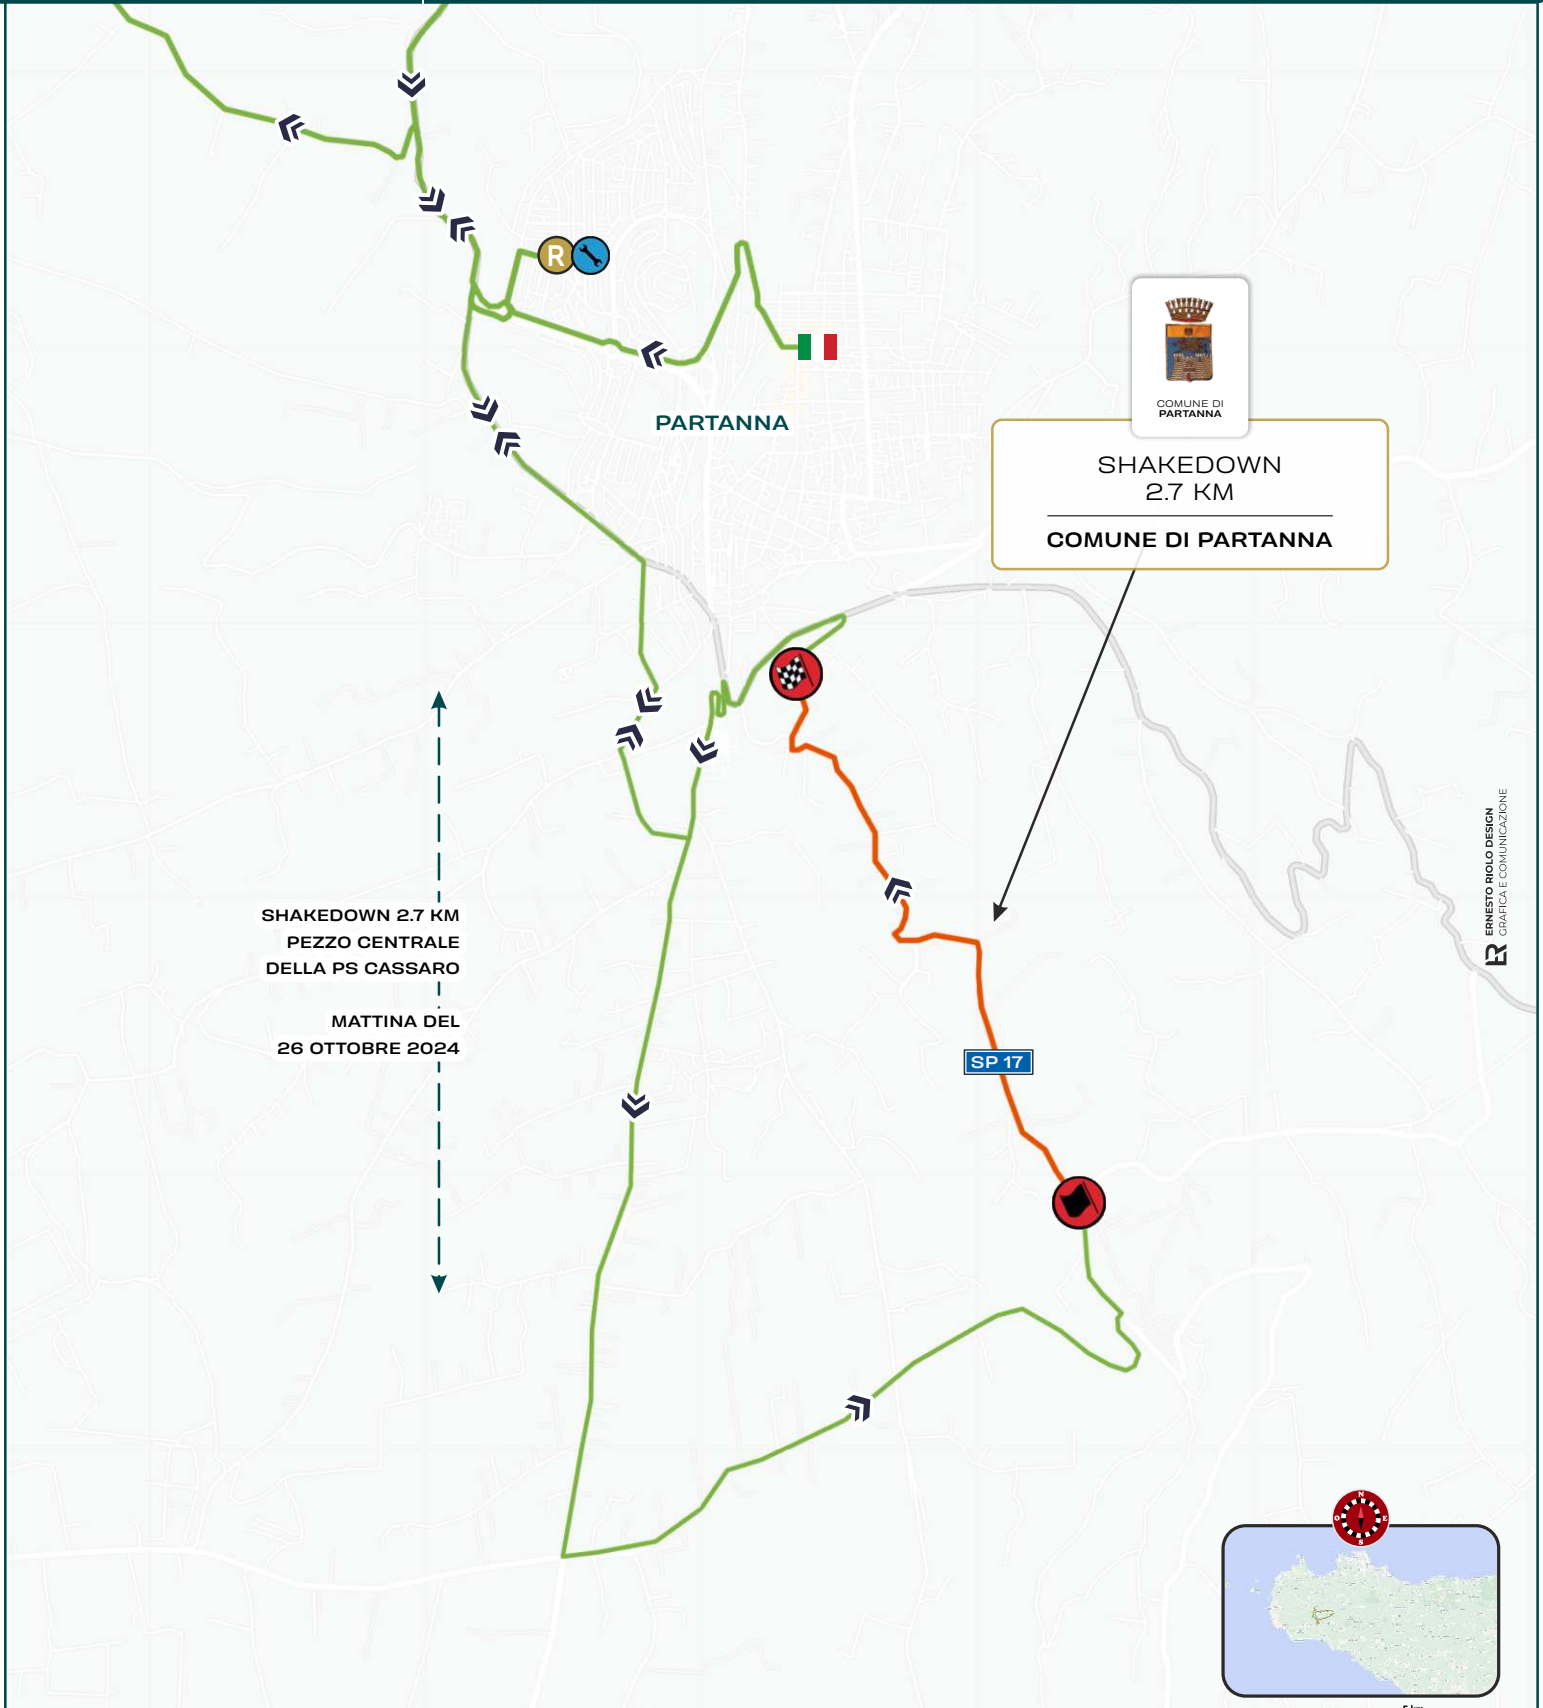 R
PARTANNA
COMUNE DI
PARTANNA
SHAKEDOWN
2.7 KM
COMUNE DI PARTANNA
SHAKEDOWN 2.7 KM
PEZZO CENTRALE
DELLA PS CASSARO
MATTINA DEL
26 OTTOBRE 2024
SP 17
ERNESTO RIOLO DESIGN
GRAFICA E COMUNICAZIONE
ER
N
O
E
S